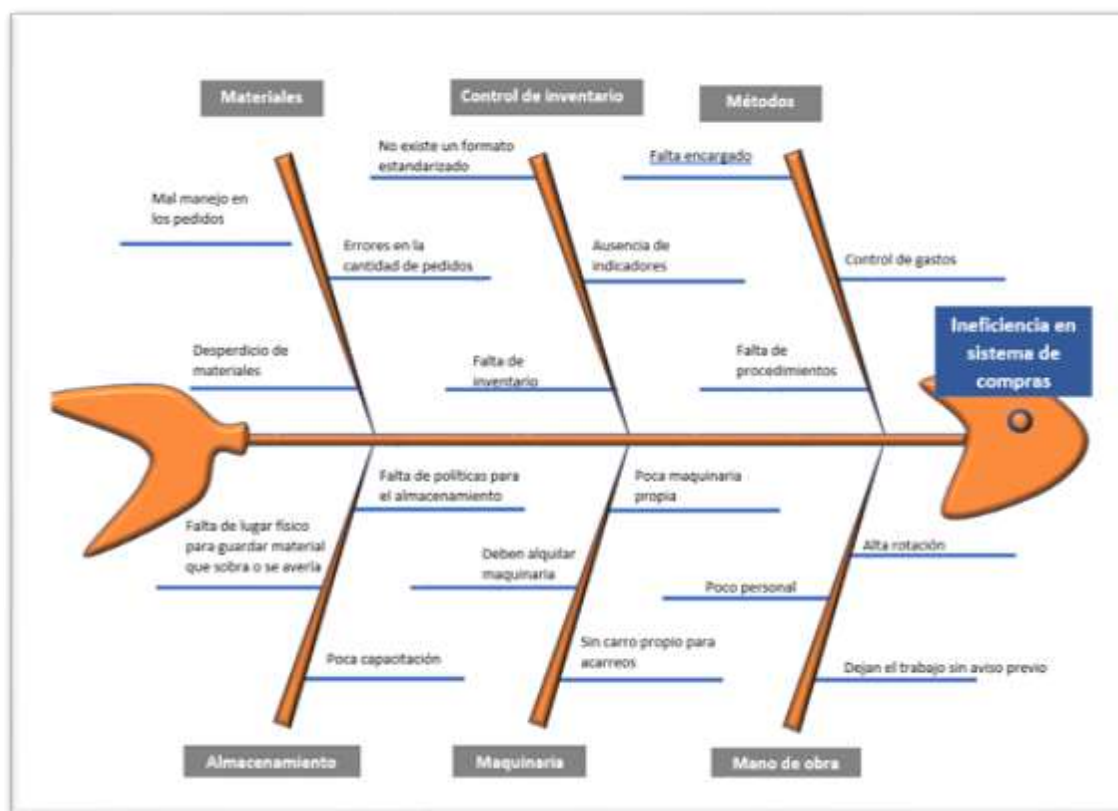 Materiales
Control de inventario
Métodos
No existe un formato
estandarizado
Falta encargado
Mal manejo en
los pedidos
Errores en la
cantidad de pedidos
Ausencia de
indicadores
Control de gastos
Ineficiencia en
sistema de
compras
Desperdicio de
materiales
Falta de
inventario
Falta de
procedimientos
Falta de políticas para
el almacenamiento
Poca maquinaria
propia
Falta de lugar físico
para guardar material
que sobra o se avería
Deben alquilar
maquinaria
Alta rotación
Poco personal
Poca capacitación
Sin carro propio para
acarreos
Dejan el trabajo sin aviso previo
Almacenamiento
Maquinaria
Mano de obra